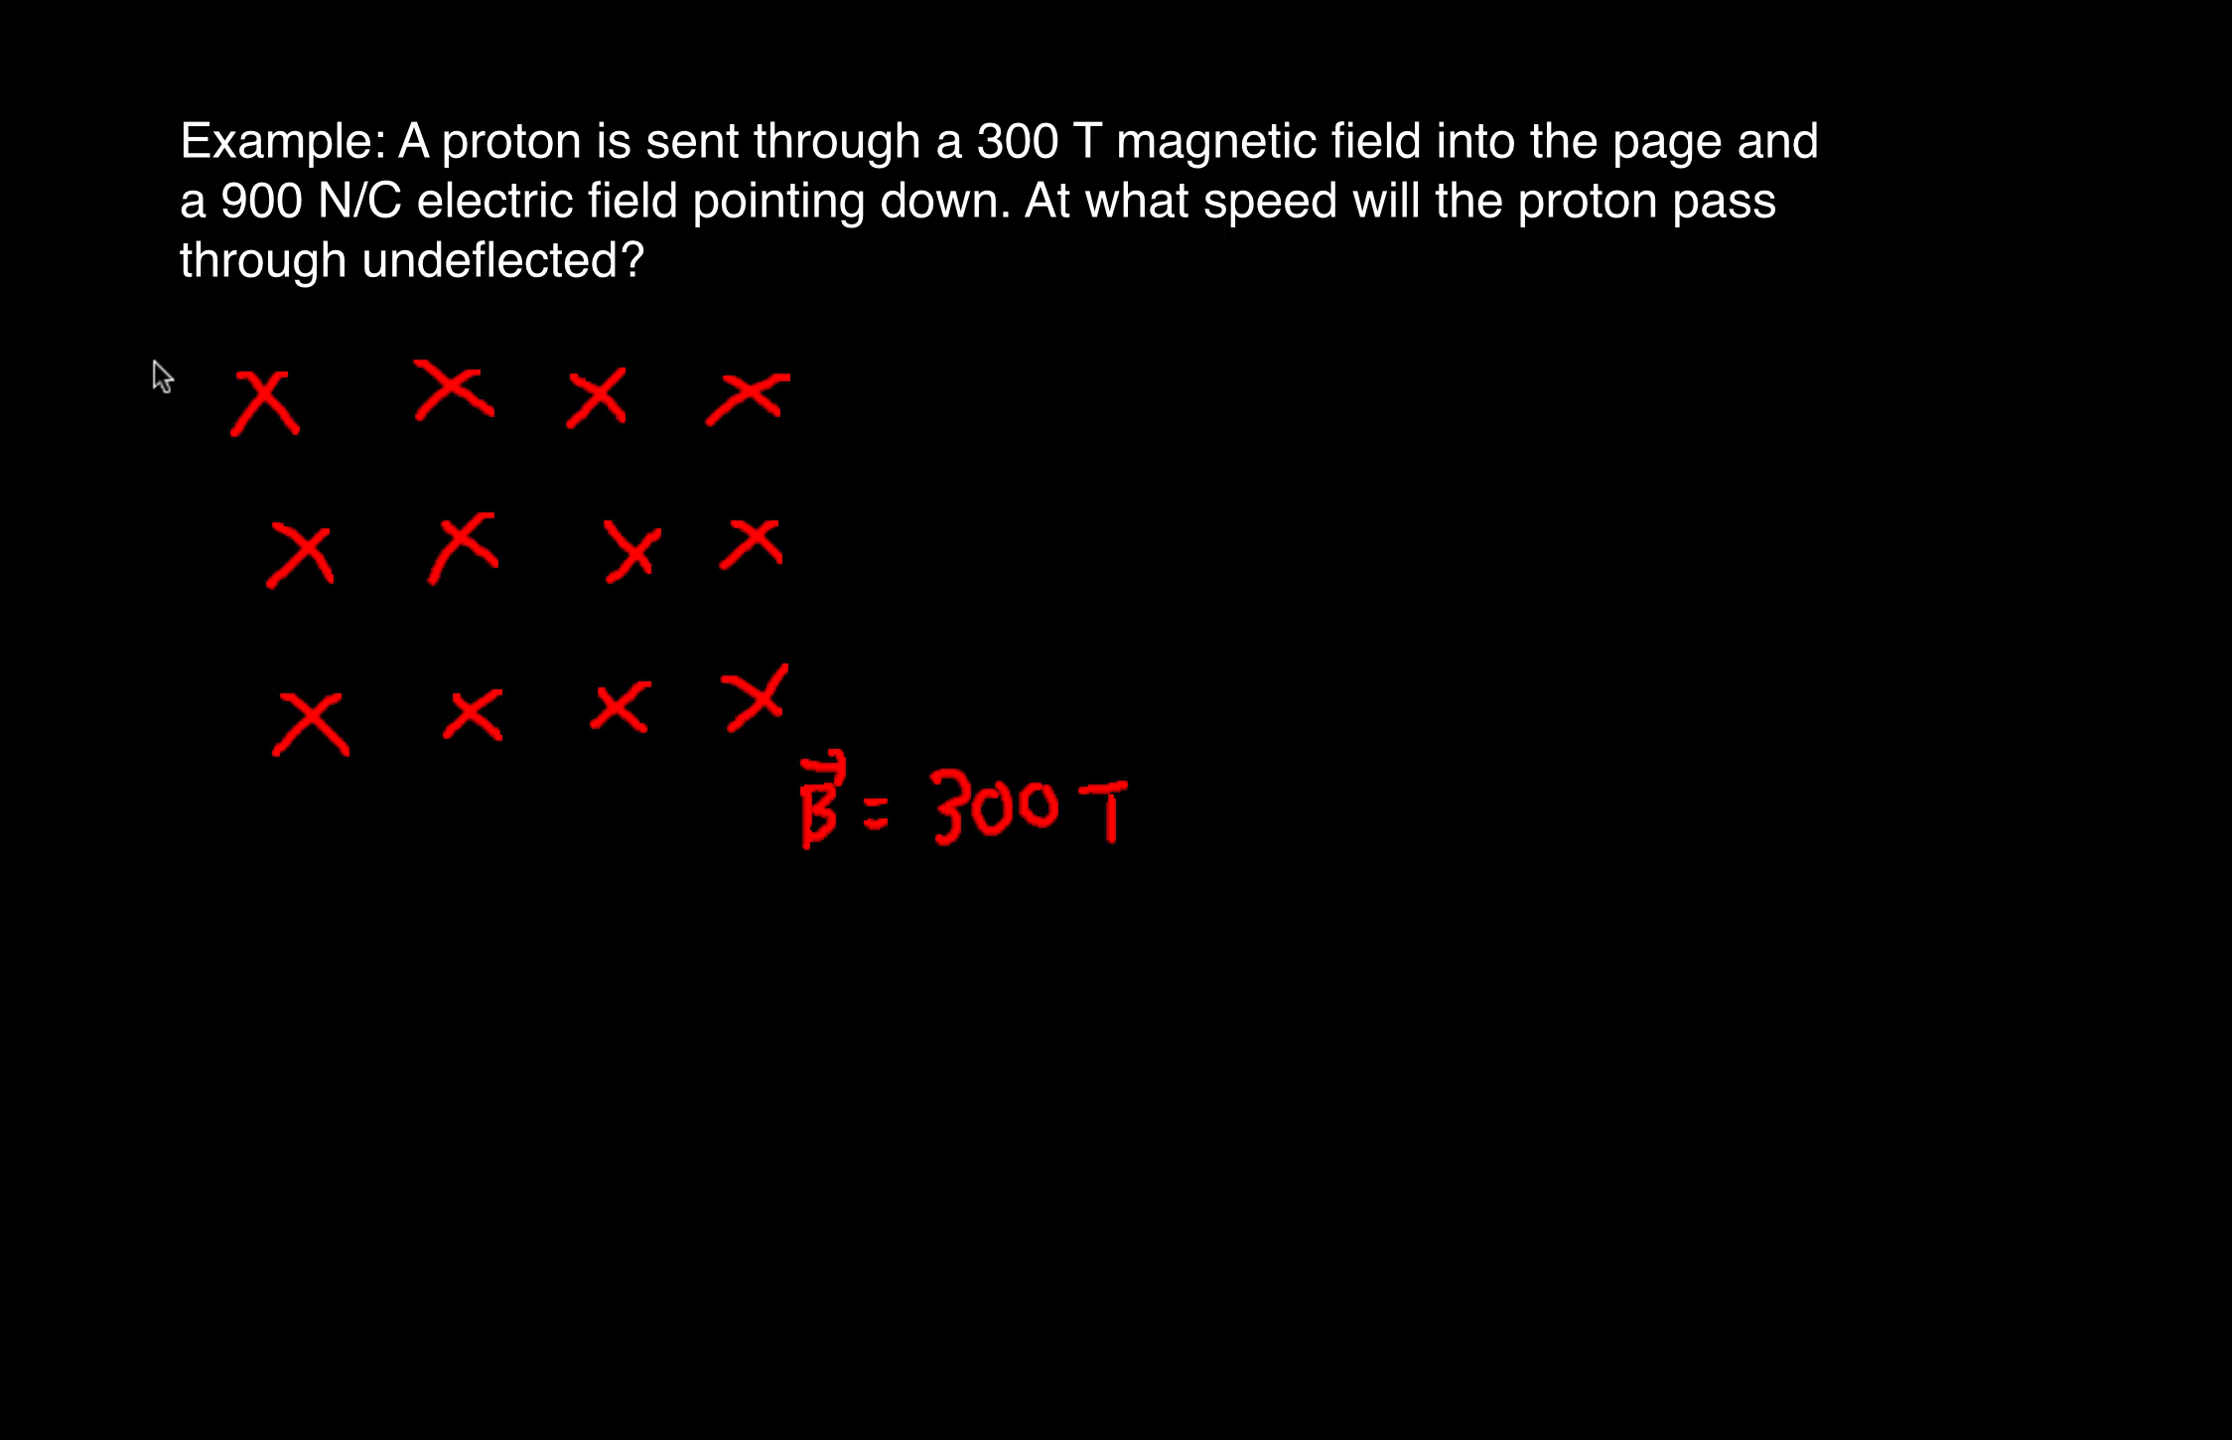 Example: A proton is sent through a 300 T magnetic field into the page and
a 900 N/C electric field pointing down. At what speed will the proton pass
through undeflected?
X X X X
X X X X
X X X X
B⃗ = 300 T